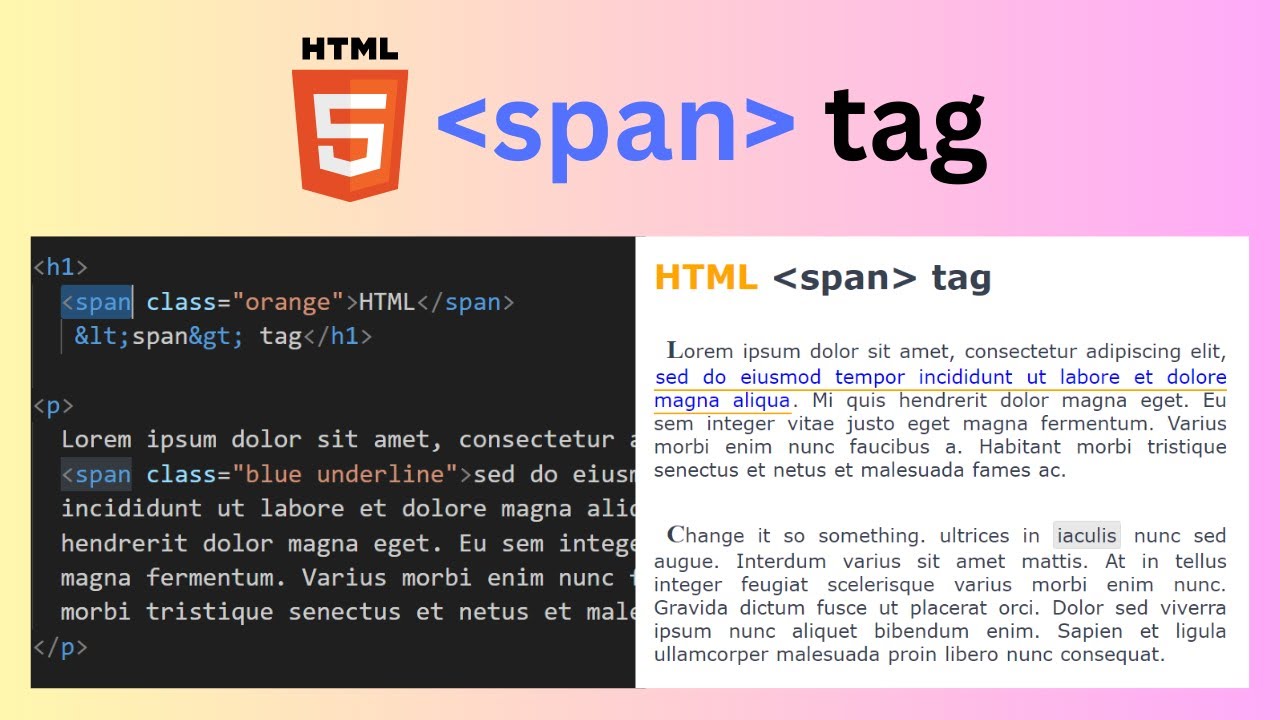 HTML
5
<span> tag
<h1>
<span class="orange">HTML</span>
&lt;span&gt; tag</h1>
<p>
Lorem ipsum dolor sit amet, consectetur a
<span class="blue underline">sed do eiusm
incididunt ut labore et dolore magna aliq
hendrerit dolor magna eget. Eu sem intege
magna fermentum. Varius morbi enim nunc f
morbi tristique senectus et netus et male
</p>
HTML <span> tag
Lorem ipsum dolor sit amet, consectetur adipiscing elit,
sed do eiusmod tempor incididunt ut labore et dolore
magna aliqua. Mi quis hendrerit dolor magna eget. Eu
sem integer vitae justo eget magna fermentum. Varius
morbi enim nunc faucibus a. Habitant morbi tristique
senectus et netus et malesuada fames ac.
Change it so something. ultrices in iaculis nunc sed
augue. Interdum varius sit amet mattis. At in tellus
integer feugiat scelerisque varius morbi enim nunc.
Gravida dictum fusce ut placerat orci. Dolor sed viverra
ipsum nunc aliquet bibendum enim. Sapien et ligula
ullamcorper malesuada proin libero nunc consequat.